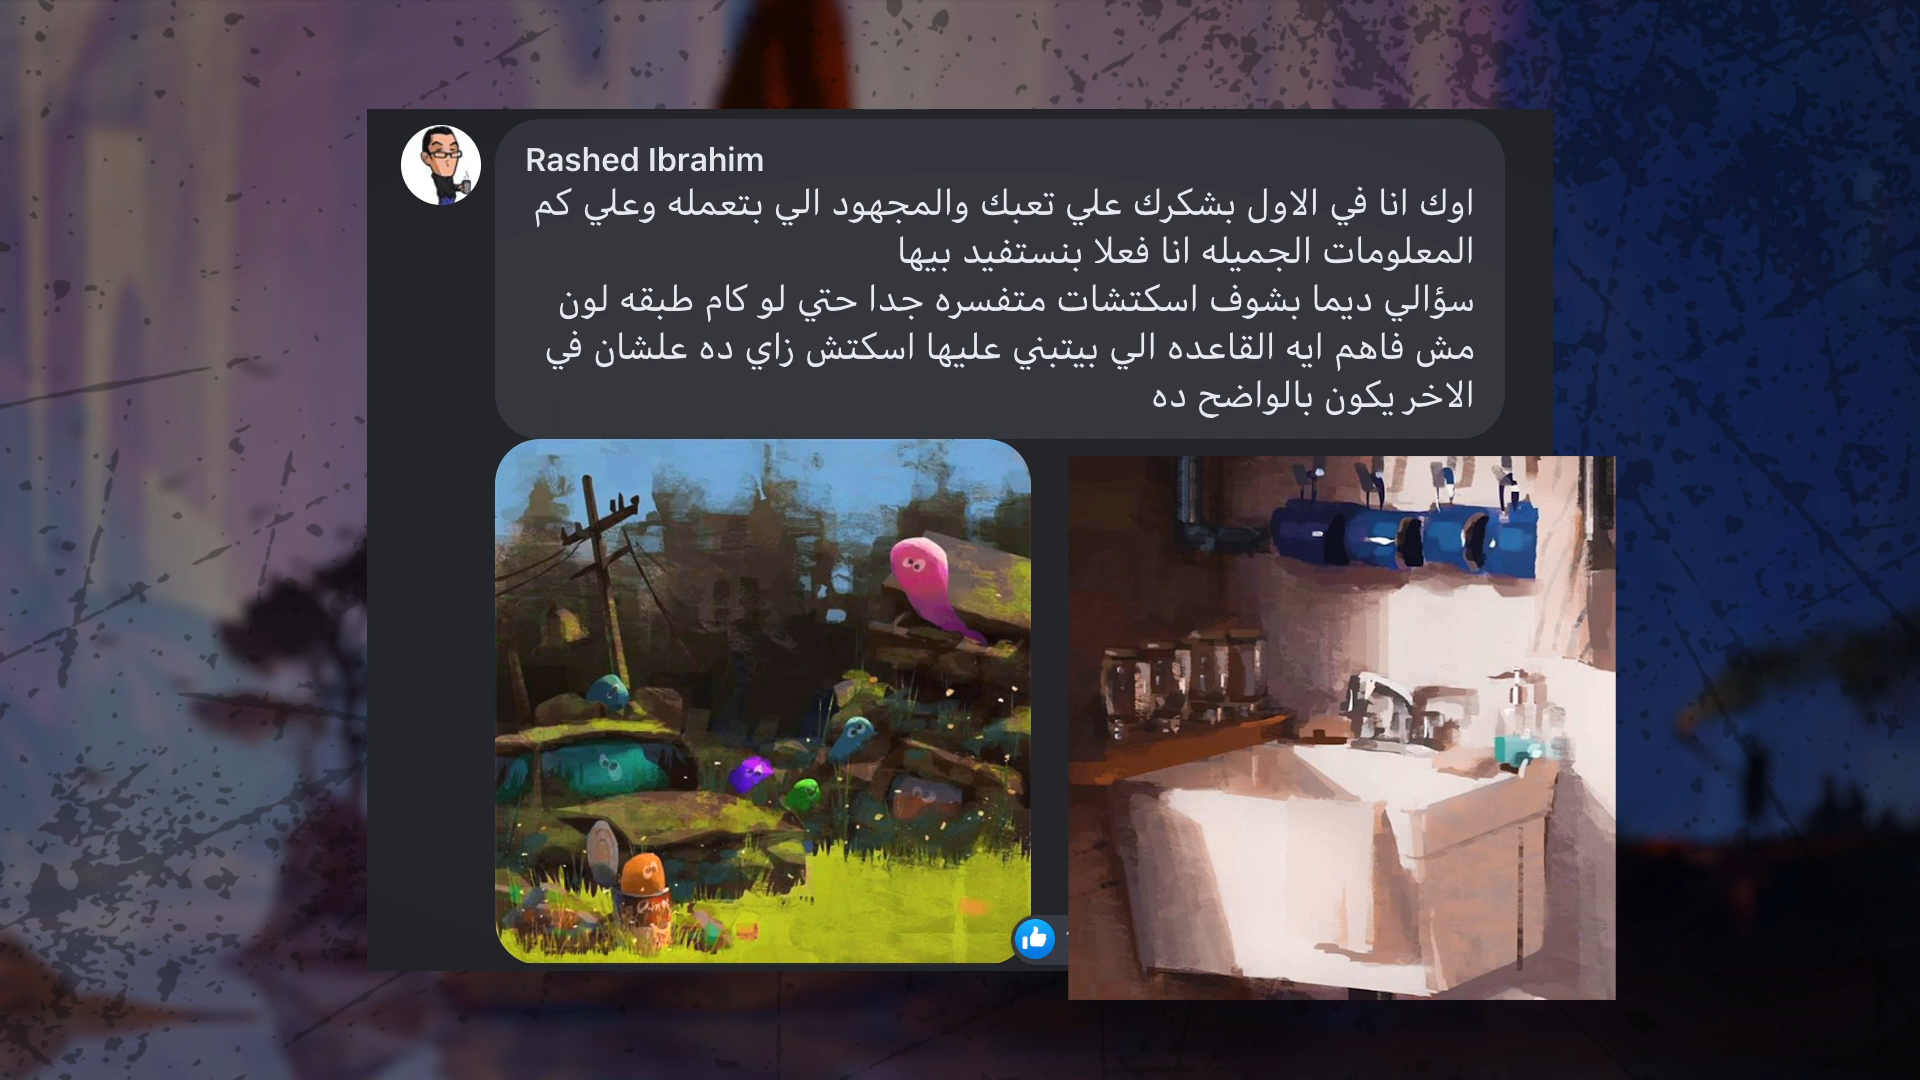 Rashed Ibrahim
اوك انا في الاول بشكرك علي تعبك والمجهود الي بتعمله وعلي كم
المعلومات الجميله انا فعلا بنستفيد بيها
سؤالي ديما بشوف اسكتشات متفسره جدا حتي لو كام طبقه لون
مش فاهم ايه القاعده الي بيتبني عليها اسكتش زاي ده علشان في
الاخر يكون بالواضح ده